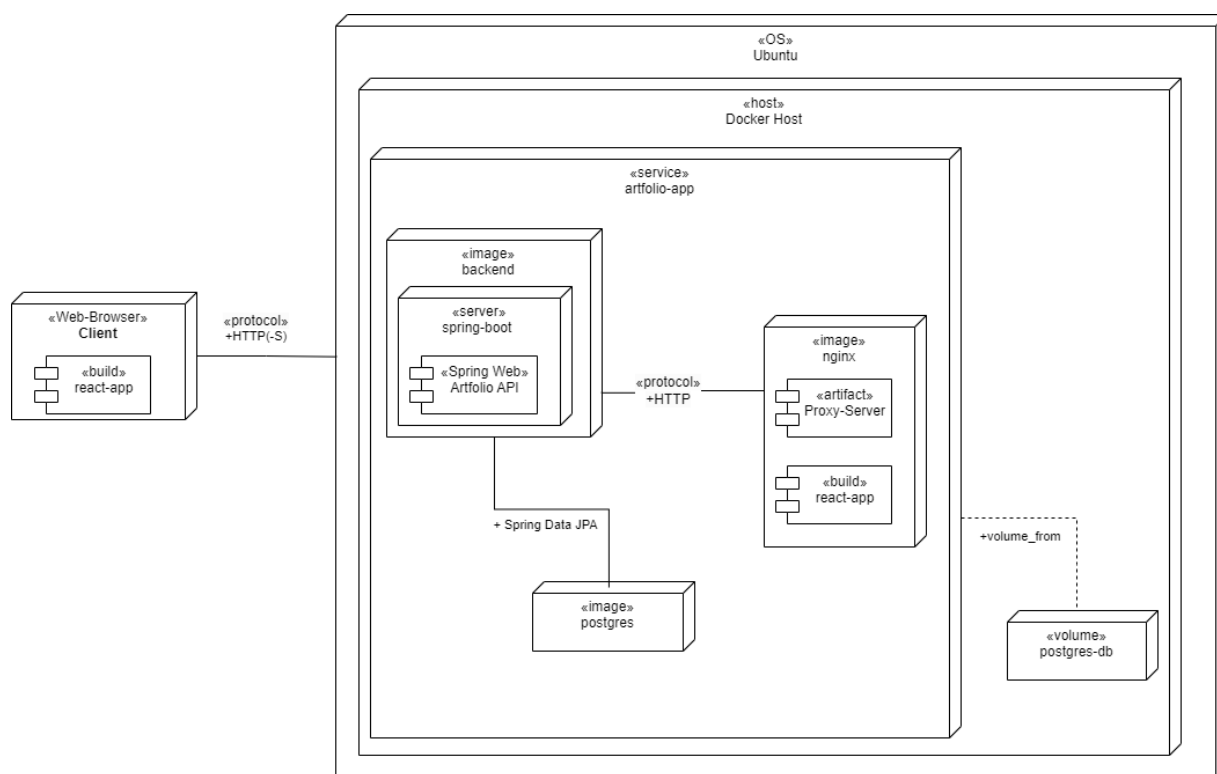 «OS»
Ubuntu
«host»
Docker Host
«service»
artfolio-app
«image»
backend
«server»
spring-boot
«Spring Web»
Artfolio API
«Web-Browser»
Client
«build»
react-app
«protocol»
+HTTP(-S)
«protocol»
+HTTP
«image»
nginx
«artifact»
Proxy-Server
«build»
react-app
+ Spring Data JPA
+volume_from
«image»
postgres
«volume»
postgres-db